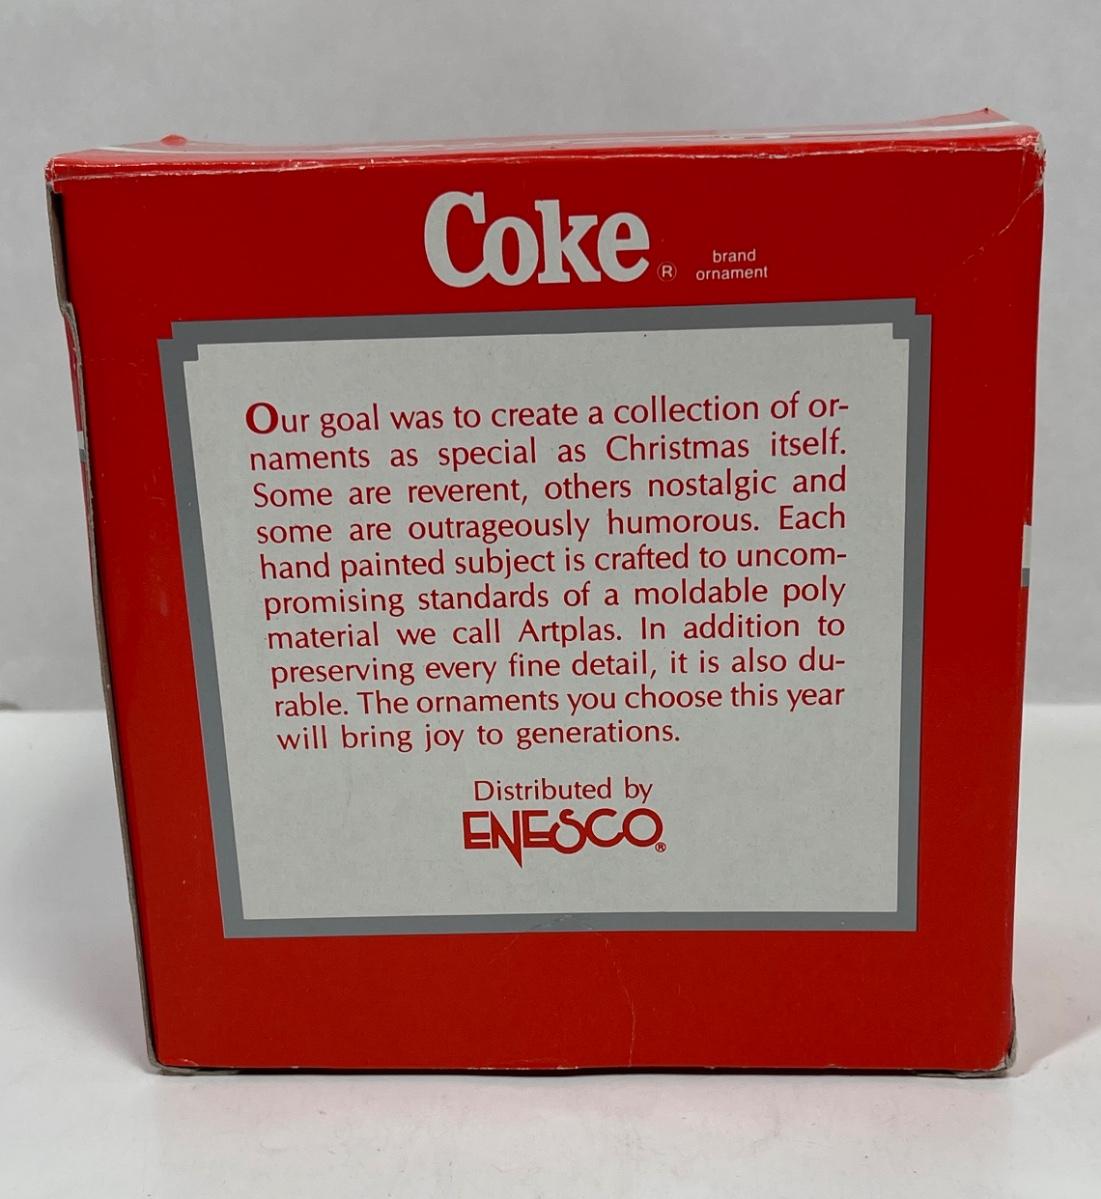 Coke ® brand
ornament
Our goal was to create a collection of or-
naments as special as Christmas itself.
Some are reverent, others nostalgic and
some are outrageously humorous. Each
hand painted subject is crafted to uncom-
promising standards of a moldable poly
material we call Artplas. In addition to
preserving every fine detail, it is also du-
rable. The ornaments you choose this year
will bring joy to generations.
Distributed by
ENESCO®